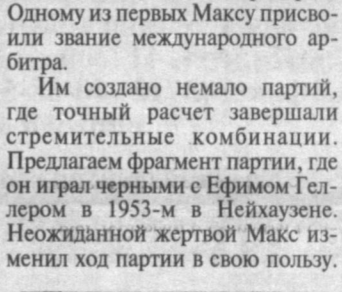 Одному из первых Максу присво-
или звание международного ар-
битра.
Им создано немало партий,
где точный расчет завершали
стремительные комбинации.
Предлагаем фрагмент партии, где
он играл черными с Ефимом Гел-
лером в 1953-м в Нейхаузене.
Неожиданной жертвой Макс из-
менил ход партии в свою пользу.